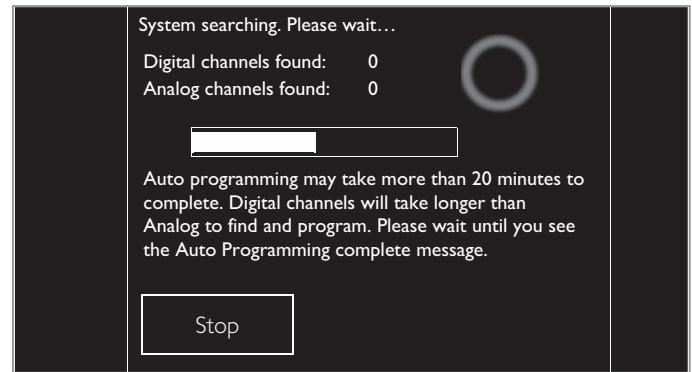 System searching. Please wait…
Digital channels found: 0
Analog channels found: 0
Auto programming may take more than 20 minutes to
complete. Digital channels will take longer than
Analog to find and program. Please wait until you see
the Auto Programming complete message.
Stop